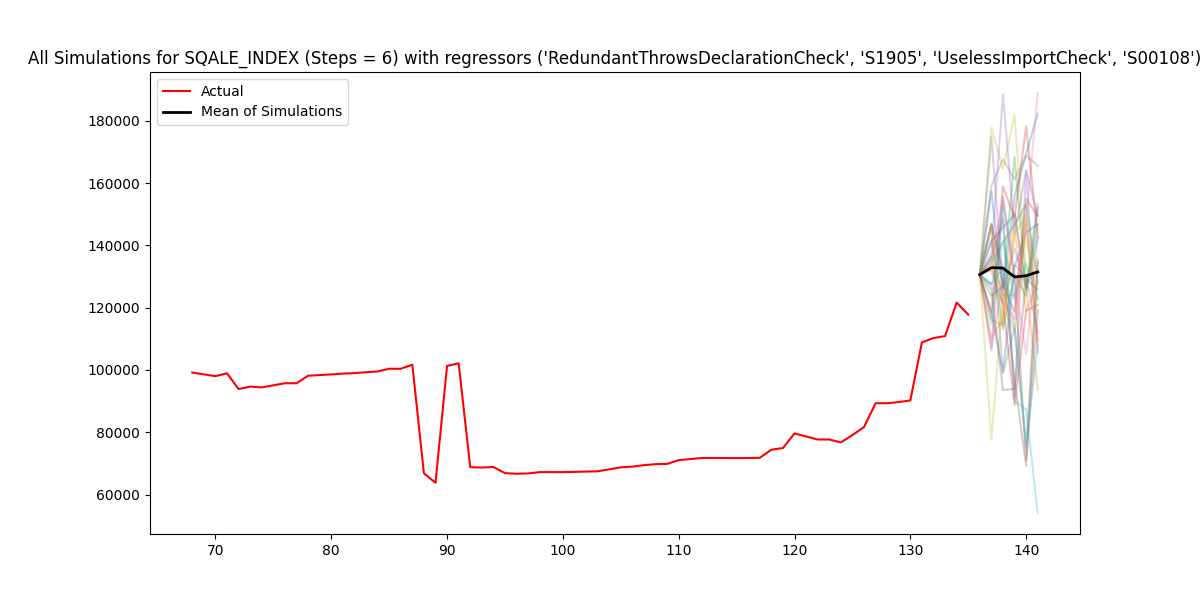 All Simulations for SQALE_INDEX (Steps = 6) with regressors ('RedundantThrowsDeclarationCheck', 'S1905', 'UselessImportCheck', 'S00108')
Actual
Mean of Simulations
180000
160000
140000
120000
100000
80000
60000
70 80 90 100 110 120 130 140